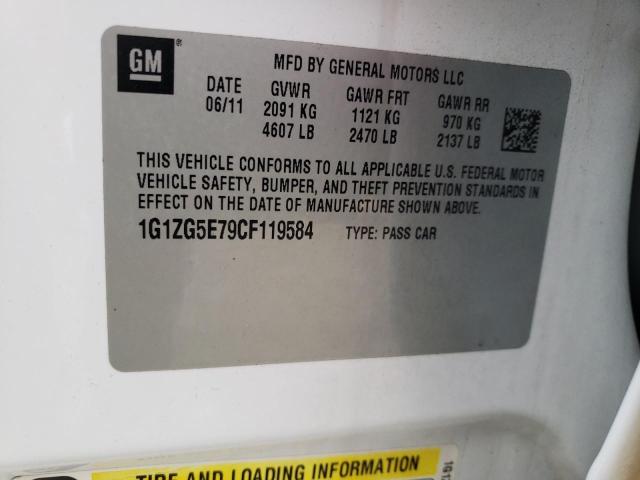 GM
MFD BY GENERAL MOTORS LLC
DATE GVWR GAWR FRT GAWR RR
06/11 2091 KG 1121 KG 970 KG
4607 LB 2470 LB 2137 LB
THIS VEHICLE CONFORMS TO ALL APPLICABLE U.S. FEDERAL MOTOR
VEHICLE SAFETY, BUMPER, AND THEFT PREVENTION STANDARDS IN
EFFECT ON THE DATE OF MANUFACTURE SHOWN ABOVE.
1G1ZG5E79CF119584 TYPE: PASS CAR
TIRE AND LOADING INFORMATION